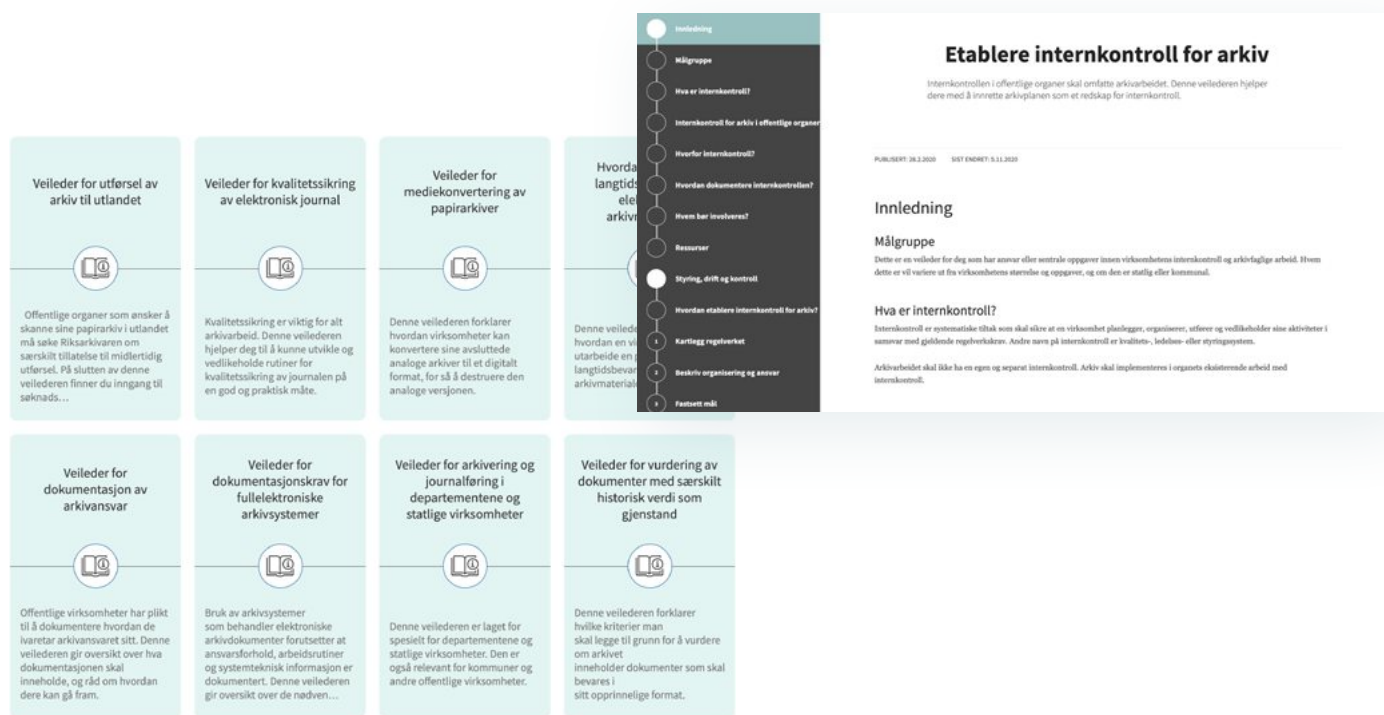 Innledning
Målgruppe
Hva er internkontroll?
Internkontroll for arkiv i offentlige organer
Hvorfor internkontroll?
Hvordan dokumentere internkontrollen?
Hvem bør involveres?
Ressurser
Styring, drift og kontroll
Hvordan etablere internkontroll for arkiv?
1 Kartlegg regelverket
2 Beskriv organisering og ansvar
3 Fastsett mål
Etablere internkontroll for arkiv
Internkontrollen i offentlige organer skal omfatte arkivarbeidet. Denne veilederen hjelper
dere med å innrette arkivplanen som et redskap for internkontroll.
PUBLISERT: 26.2.2020 SIST ENDRET: 5.11.2020
Innledning
Målgruppe
Dette er en veileder for deg som har ansvar eller sentrale oppgaver innen virksomhetens internkontroll og arkivfaglige arbeid. Hvem
dette er vil variere ut fra virksomhetens størrelse og oppgaver, og om den er statlig eller kommunal.
Hva er internkontroll?
Internkontroll er systematiske tiltak som skal sikre at en virksomhet planlegger, organiserer, utfører og vedlikeholder sine aktiviteter i
samsvar med gjeldende regelverkskrav. Andre navn på internkontroll er kvalitets-, ledelses- eller styringssystem.
Arkivarbeidet skal ikke ha en egen og separat internkontroll. Arkiv skal implementeres i organets eksisterende arbeid med
internkontroll.
Veileder for utførsel av
arkiv til utlandet
Offentlige organer som ønsker å
skanne sine papirarkiv i utlandet
må søke Riksarkivaren om
særskilt tillatelse til midlertidig
utførsel. På slutten av denne
veilederen finner du inngang til
søknads…
Veileder for kvalitetssikring
av elektronisk journal
Kvalitetssikring er viktig for alt
arkivarbeid. Denne veilederen
hjelper deg til å kunne utvikle og
vedlikeholde rutiner for
kvalitetssikring av journalen på
en god og praktisk måte.
Veileder for
mediekonvertering av
papirarkiver
Denne veilederen forklarer
hvordan virksomheter kan
konvertere sine avsluttede
analoge arkiver til et digitalt
format, for så å destruere den
analoge versjonen.
Hvorda
langtids
ele
arkivr
Denne veilede
hvordan en vi
utarbeide en p
langtidsbevar
arkivmateriale
Veileder for
dokumentasjon av
arkivansvar
Offentlige virksomheter har plikt
til å dokumentere hvordan de
ivaretar arkivansvaret sitt. Denne
veilederen gir oversikt over hva
dokumentasjonen skal
inneholde, og råd om hvordan
dere kan gå fram.
Veileder for
dokumentasjonskrav for
fullelektroniske
arkivsystemer
Bruk av arkivsystemer
som behandler elektroniske
arkivdokumenter forutsetter at
ansvarsforhold, arbeidsrutiner
og systemteknisk informasjon er
dokumentert. Denne veilederen
gir oversikt over de nødven…
Veileder for arkivering og
journalføring i
departementene og
statlige virksomheter
Denne veilederen er laget for
spesielt for departementene og
statlige virksomheter. Den er
også relevant for kommuner og
andre offentlige virksomheter.
Veileder for vurdering av
dokumenter med særskilt
historisk verdi som
gjenstand
Denne veilederen forklarer
hvilke kriterier man
skal legge til grunn for å vurdere
om arkivet
inneholder dokumenter som skal
bevares i
sitt opprinnelige format.